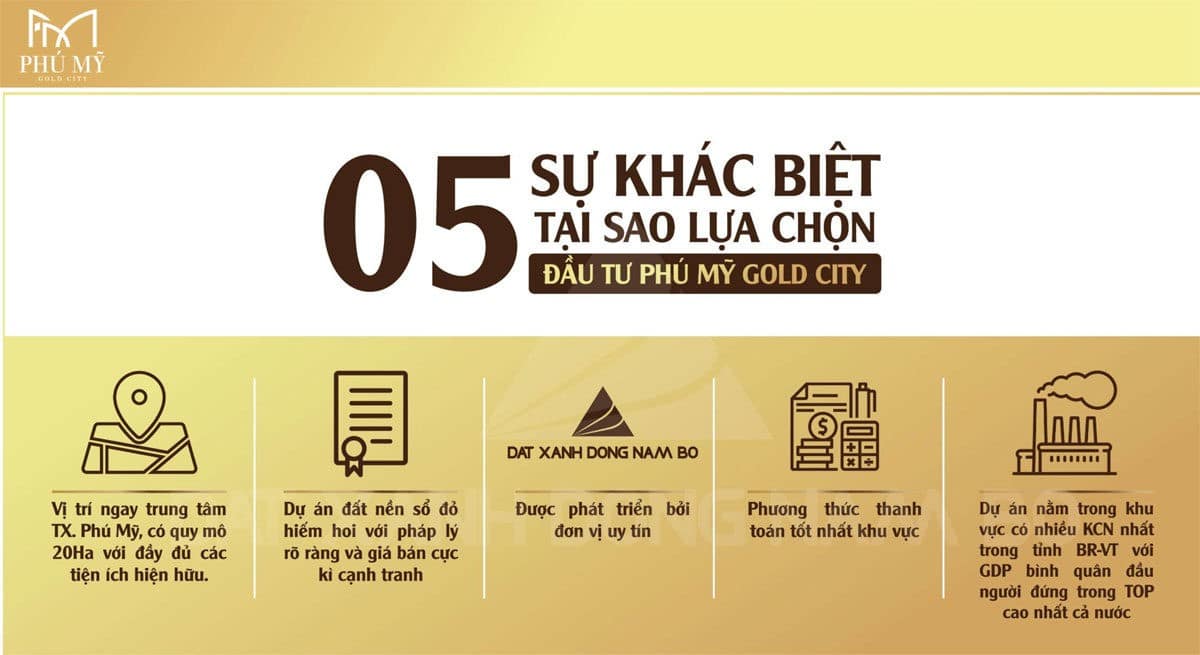 PHÚ MỸ
GOLD CITY
05
SỰ KHÁC BIỆT
TẠI SAO LỰA CHỌN
ĐẦU TƯ PHÚ MỸ GOLD CITY
Vị trí ngay trung tâm
TX. Phú Mỹ, có quy mô
20Ha với đầy đủ các
tiện ích hiện hữu.
Dự án đất nền sổ đỏ
hiếm hoi với pháp lý
rõ ràng và giá bán cực
kì cạnh tranh
DAT XANH DONG NAM BO
Được phát triển bởi
đơn vị uy tín
$
Phương thức thanh
toán tốt nhất khu vực
Dự án nằm trong khu
vực có nhiều KCN nhất
trong tỉnh BR-VT với
GDP bình quân đầu
người đứng trong TOP
cao nhất cả nước
DAT XANH DONG NAM BO